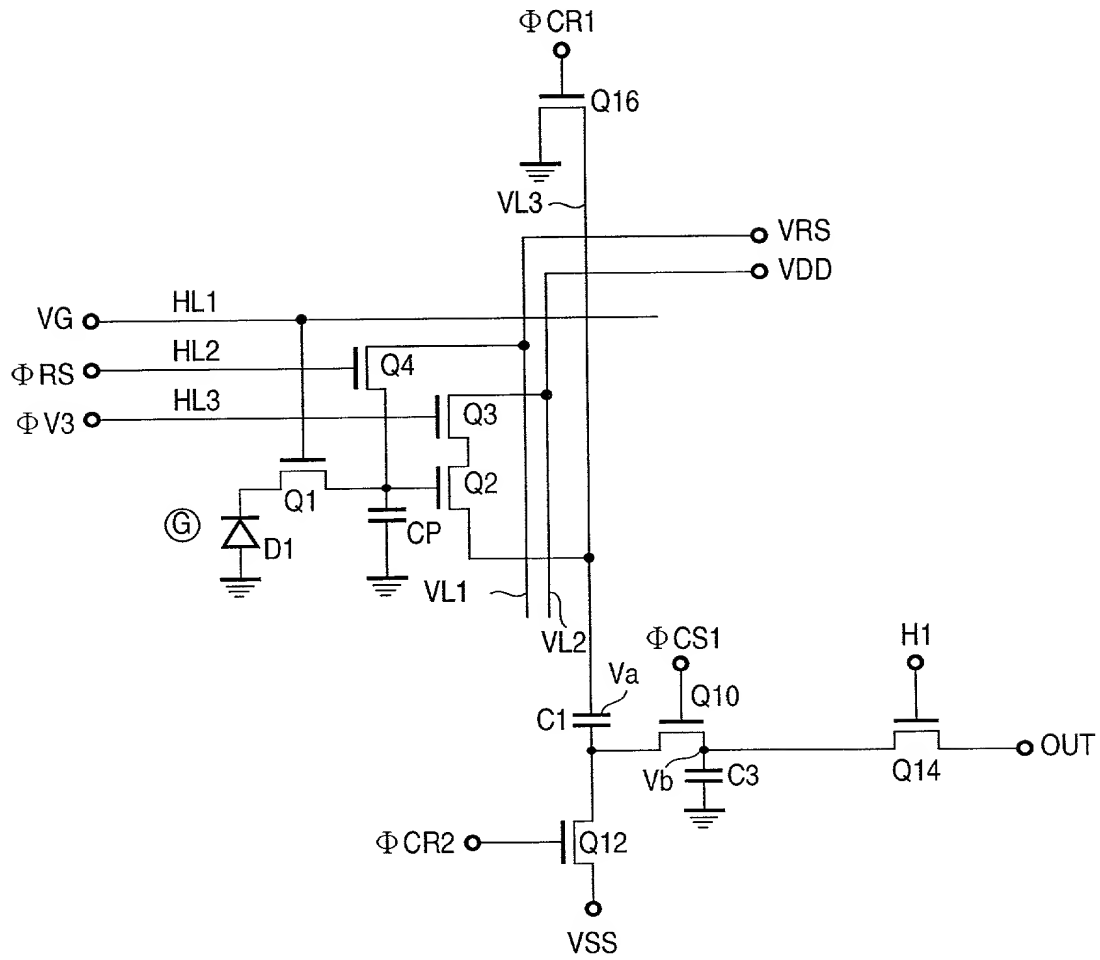 ΦCR1
Q16
VL3
VRS
VDD
VG
HL1
ΦRS
HL2
Q4
ΦV3
HL3
Q3
Q2
Q1
G
D1
CP
VL1
VL2
ΦCS1
H1
Va
Q10
C1
OUT
Vb
C3
Q14
ΦCR2
Q12
VSS